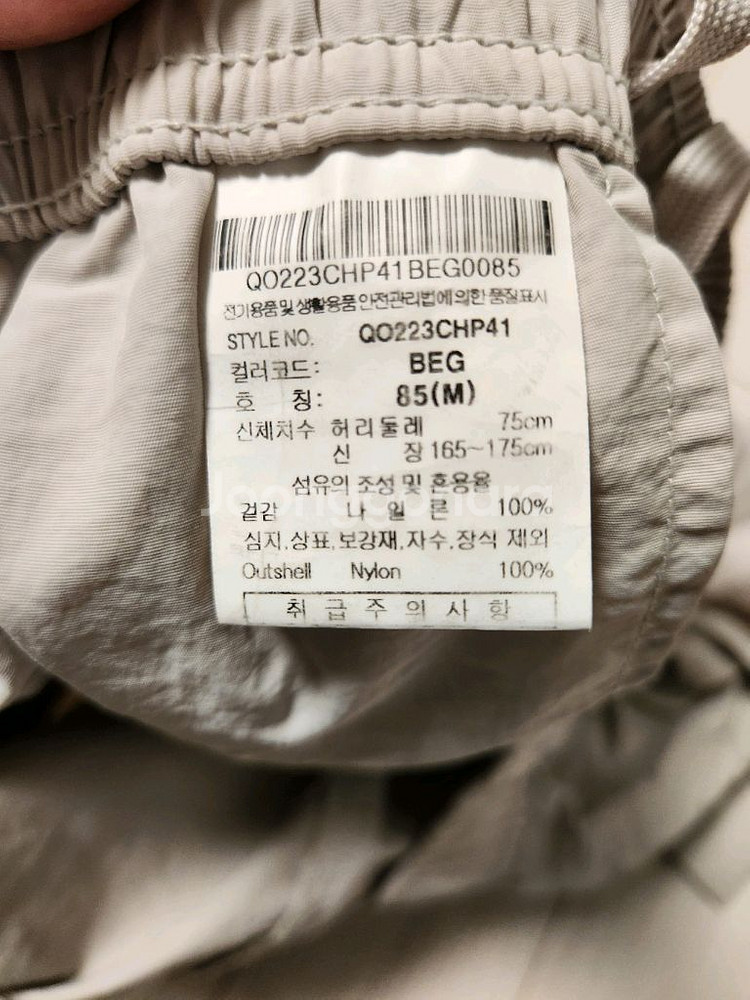 QO223CHP41BEG0085
전기용품및생활용품안전관리법에의한 품질표시
STYLE NO. QO223CHP41
컬러코드: BEG
호 칭: 85(M)
신체치수 허리둘레 75cm
신 장 165~175cm
섬유의 조성 및 혼용율
겉감 나 일 론 100%
심지,상표,보강재,자수,장식 제외
Outshell Nylon 100%
취 급 주 의 사 항
Joonggonara